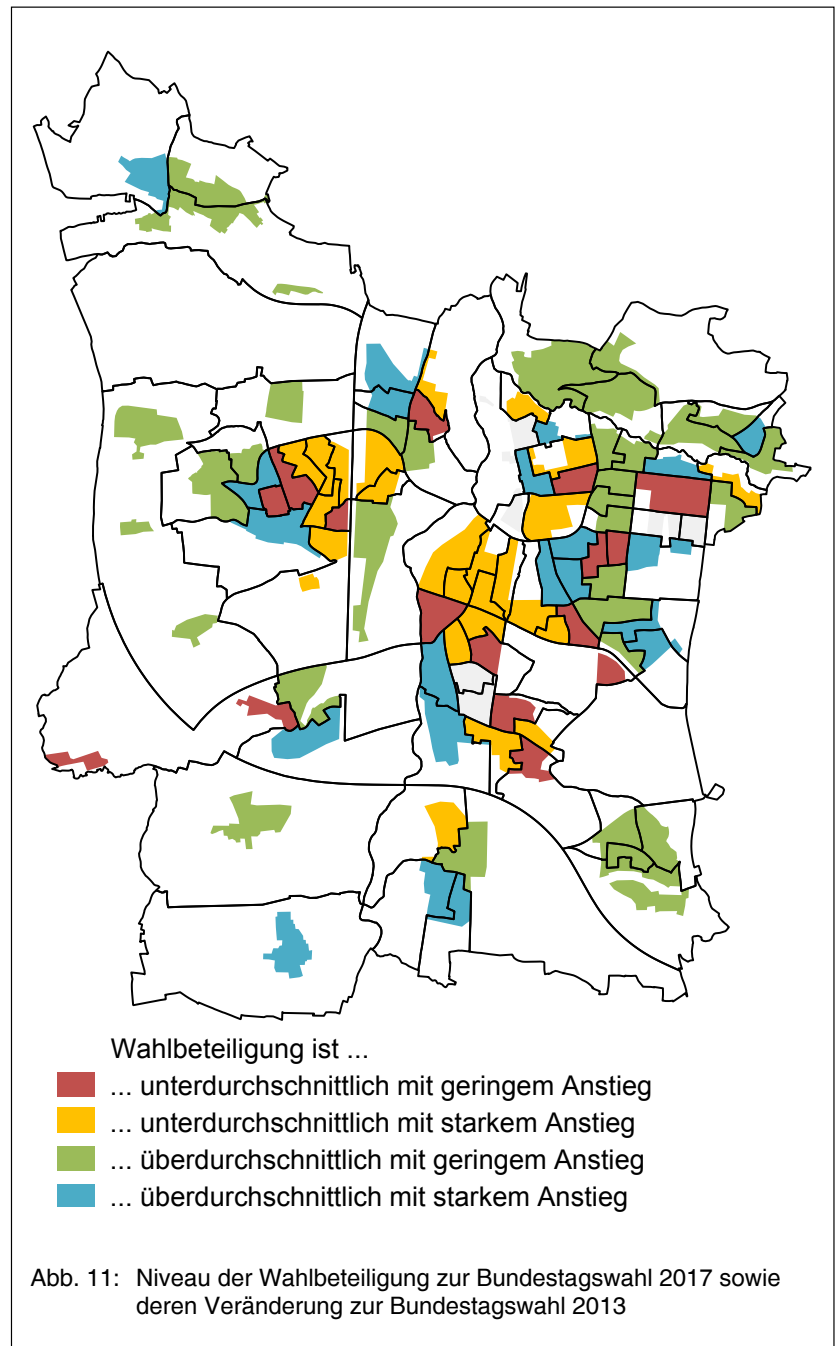 Wahlbeteiligung ist ...
... unterdurchschnittlich mit geringem Anstieg
... unterdurchschnittlich mit starkem Anstieg
... überdurchschnittlich mit geringem Anstieg
... überdurchschnittlich mit starkem Anstieg
Abb. 11: Niveau der Wahlbeteiligung zur Bundestagswahl 2017 sowie
deren Veränderung zur Bundestagswahl 2013